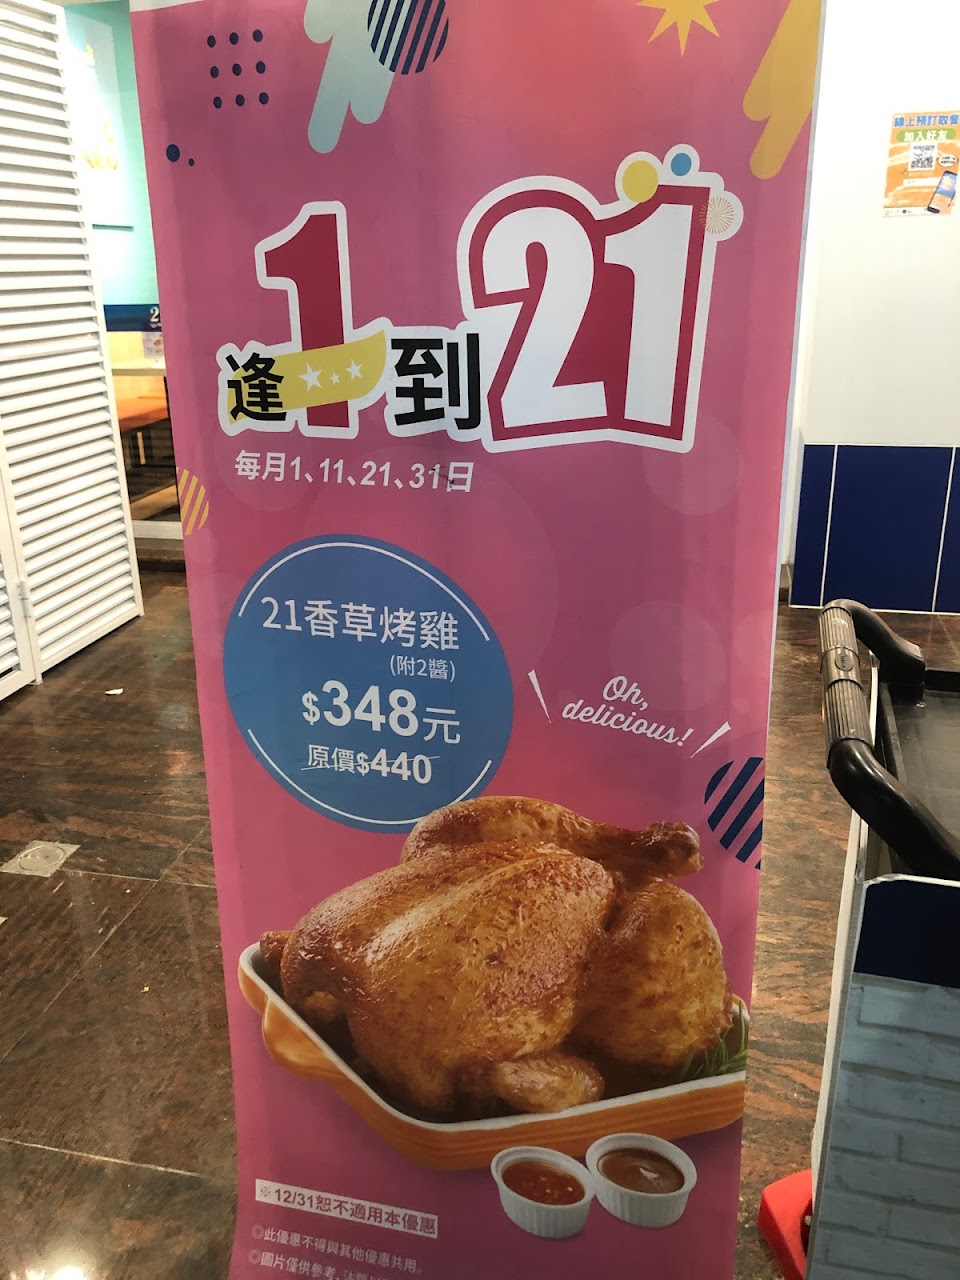 線上預訂取餐
加入好友
逢1到21
每月1、11、21、31日
21香草烤雞
(附2醬)
$348元
原價$440
Oh,
delicious!
※12/31恕不適用本優惠
◎此優惠不得與其他優惠共用。
◎圖片僅供參考,